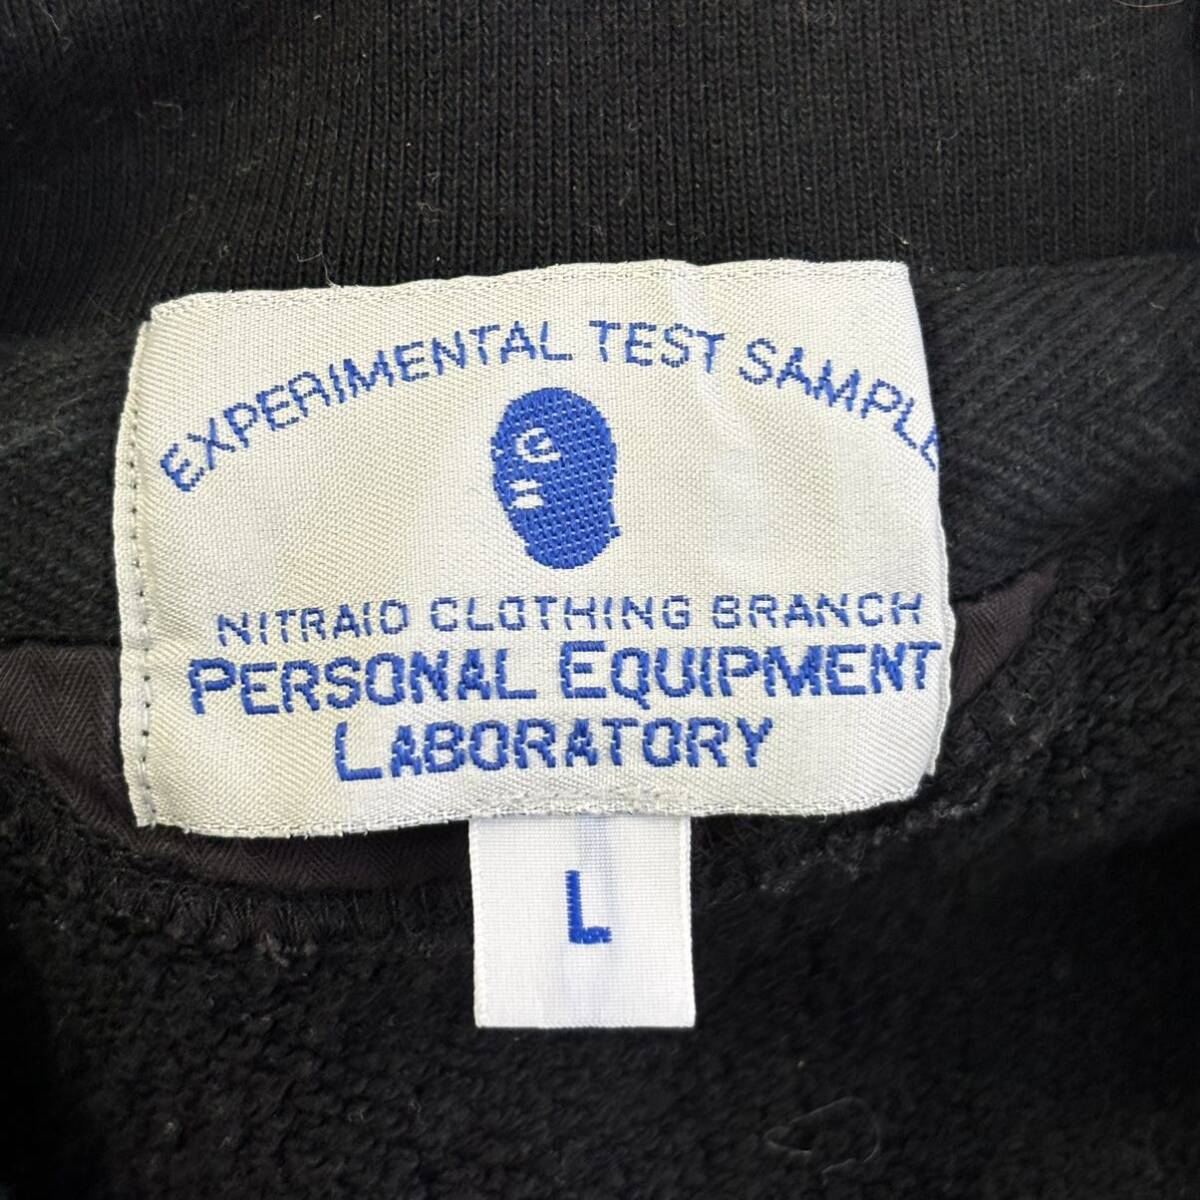 EXPERIMENTAL TEST SAMPLE
NITRAID CLOTHING BRANCH
PERSONAL EQUIPMENT
LABORATORY
L